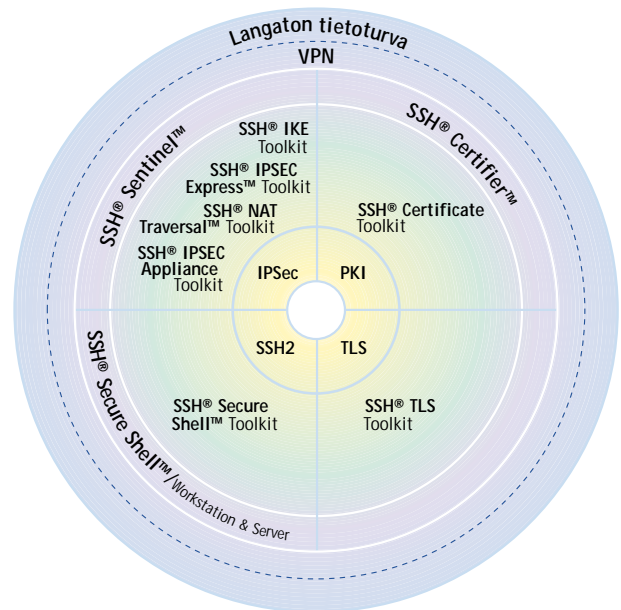 Langaton tietoturva
VPN
SSH® Sentinel™
SSH® Certifier™
SSH® IKE
Toolkit
SSH® IPSEC
Express™ Toolkit
SSH® NAT
Traversal™ Toolkit
SSH® IPSEC
Appliance
Toolkit
SSH® Certificate
Toolkit
IPSec
PKI
SSH2
TLS
SSH® Secure
Shell™ Toolkit
SSH® TLS
Toolkit
SSH® Secure Shell™/Workstation & Server